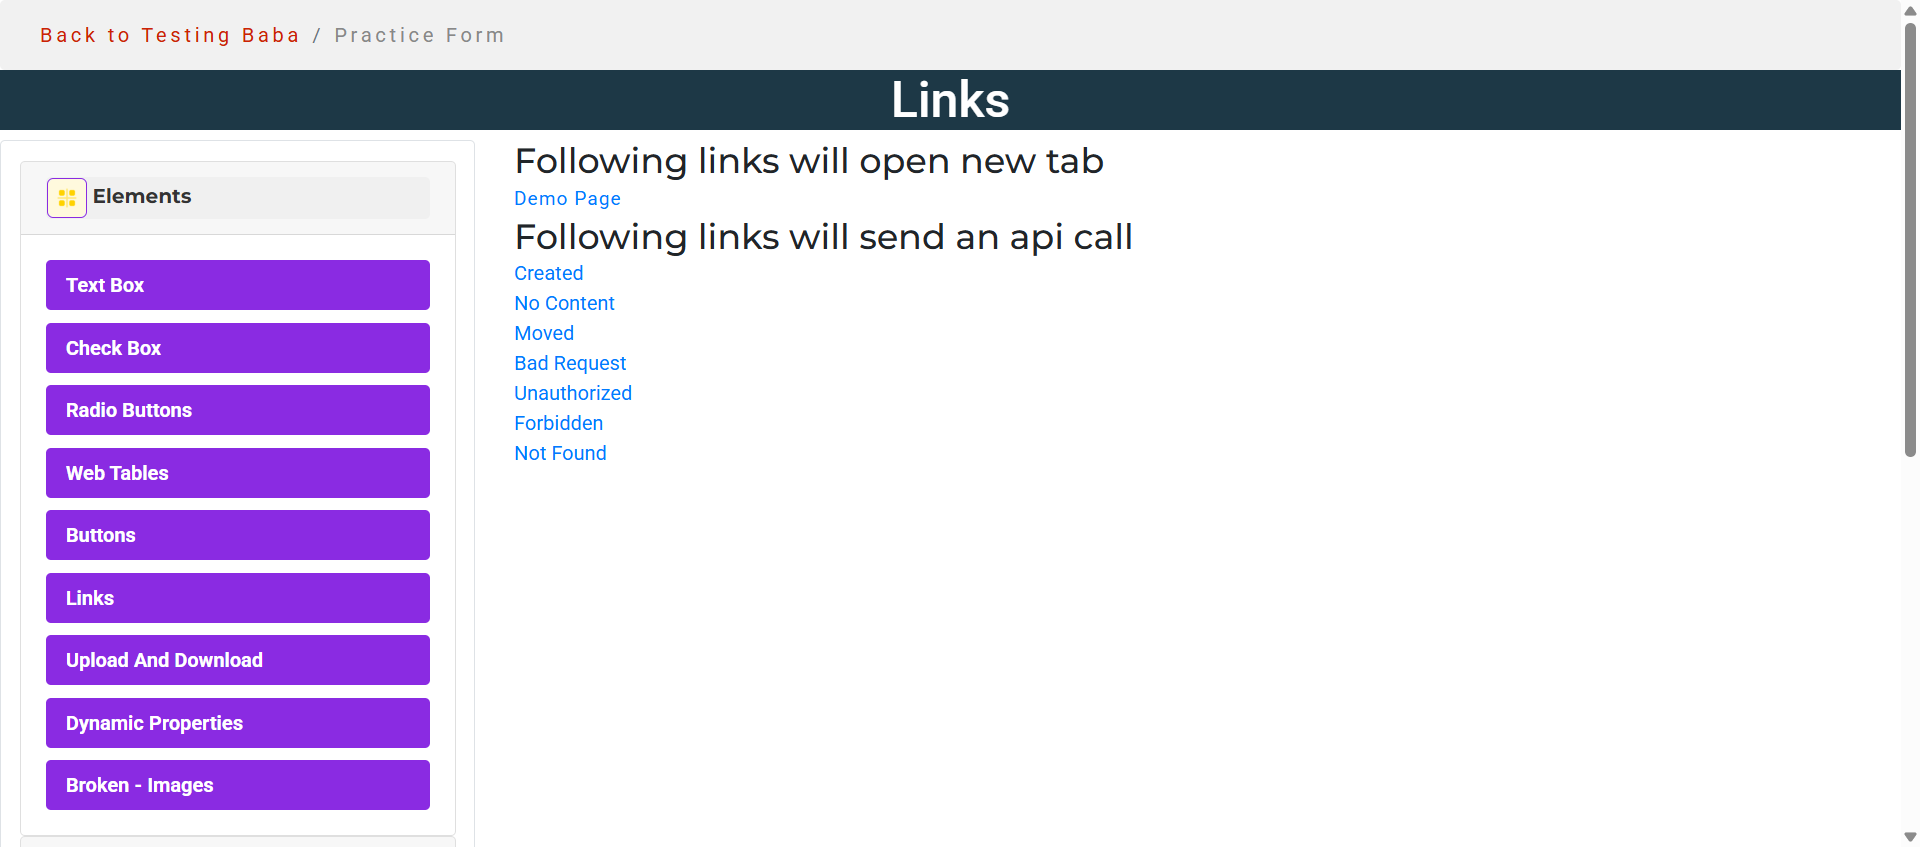 Back to Testing Baba / Practice Form
Links
Elements
Text Box
Check Box
Radio Buttons
Web Tables
Buttons
Links
Upload And Download
Dynamic Properties
Broken - Images
Following links will open new tab
Demo Page
Following links will send an api call
Created
No Content
Moved
Bad Request
Unauthorized
Forbidden
Not Found